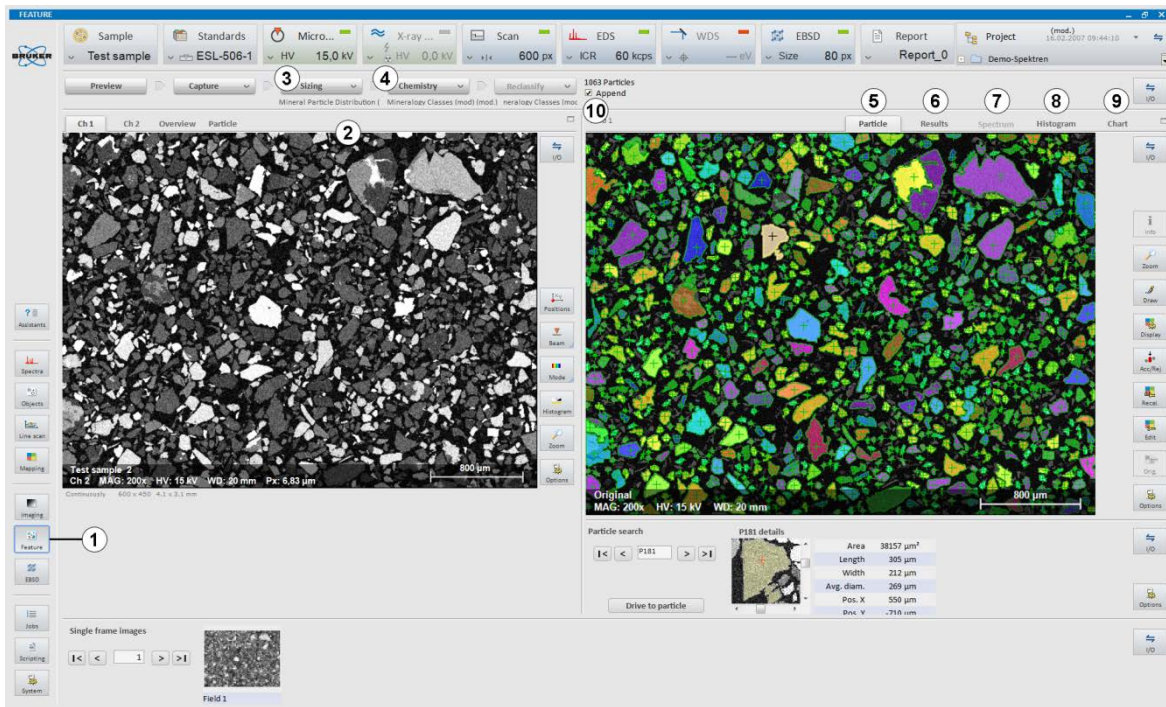 FEATURE
BRUKER
Sample
Test sample
Standards
ESL-506-1
Micro...
HV 15,0 kV
X-ray ...
HV 0,0 kV
Scan
600 px
EDS
ICR 60 kcps
WDS
— eV
EBSD
Size 80 px
Report
Report_0
Project
(mod.)
16.02.2007 09:44:10
Demo-Spektren
Preview
Capture
Sizing
Chemistry
Reclassify
Mineral Particle Distribution ( Mineralogy Classes (mod) (mod.) neralogy Classes (moc
1063 Particles
Append
I/O
3
4
10
5
6
7
8
9
Ch 1
Ch 2
Overview
Particle
2
1
Particle
Results
Spectrum
Histogram
Chart
I/O
Positions
Beam
Mode
Histogram
Zoom
Options
I/O
Info
Zoom
Draw
Display
Acc/Rej
Recal.
Edit
Orig.
Options
Assistants
Spectra
Objects
Line scan
Mapping
Imaging
Feature
1
EBSD
Jobs
Scripting
System
Test sample 2
Ch 2 MAG: 200x HV: 15 kV WD: 20 mm Px: 6,83 µm
800 µm
Continuously 600 x 450 4.1 x 3.1 mm
Original
MAG: 200x HV: 15 kV WD: 20 mm
800 µm
Particle search
P181
Drive to particle
P181 details
Area 38157 µm²
Length 305 µm
Width 212 µm
Avg. diam. 269 µm
Pos. X 550 µm
Pos. Y -710 µm
I/O
Options
Single frame images
1
Field 1
I/O